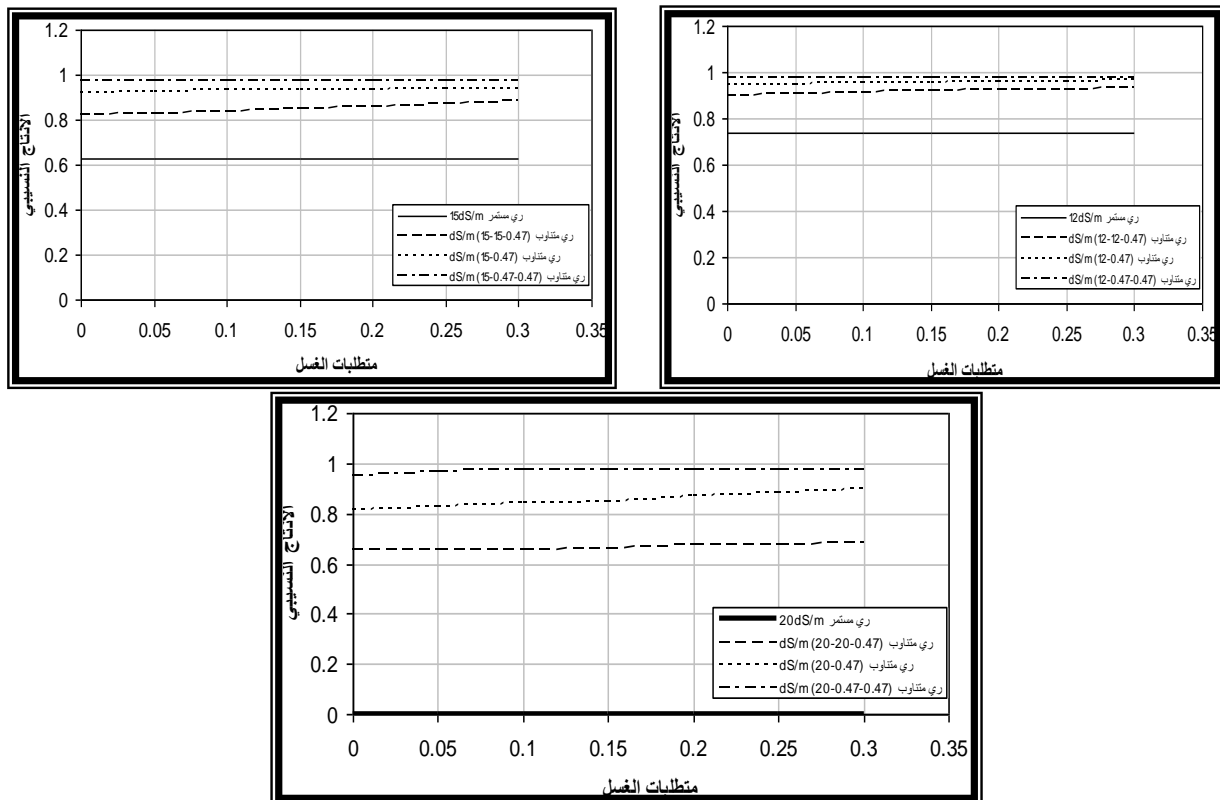 1.2
1
0.8
0.6
0.4
0.2
0
الانتاج النسيبي
ري مستمر 15dS/m
ري متناوب dS/m (15-15-0.47)
ري متناوب dS/m (15-0.47)
ري متناوب dS/m (15-0.47-0.47)
0 0.05 0.1 0.15 0.2 0.25 0.3 0.35
متطلبات الغسل
1.2
1
0.8
0.6
0.4
0.2
0
الانتاج النسيبي
ري مستمر 12dS/m
ري متناوب dS/m (12-12-0.47)
ري متناوب dS/m (12-0.47)
ري متناوب dS/m (12-0.47-0.47)
0 0.05 0.1 0.15 0.2 0.25 0.3 0.35
متطلبات الغسل
1.2
1
0.8
0.6
0.4
0.2
0
الانتاج النسيبي
ري مستمر 20dS/m
ري متناوب dS/m (20-20-0.47)
ري متناوب dS/m (20-0.47)
ري متناوب dS/m (20-0.47-0.47)
0 0.05 0.1 0.15 0.2 0.25 0.3 0.35
متطلبات الغسل